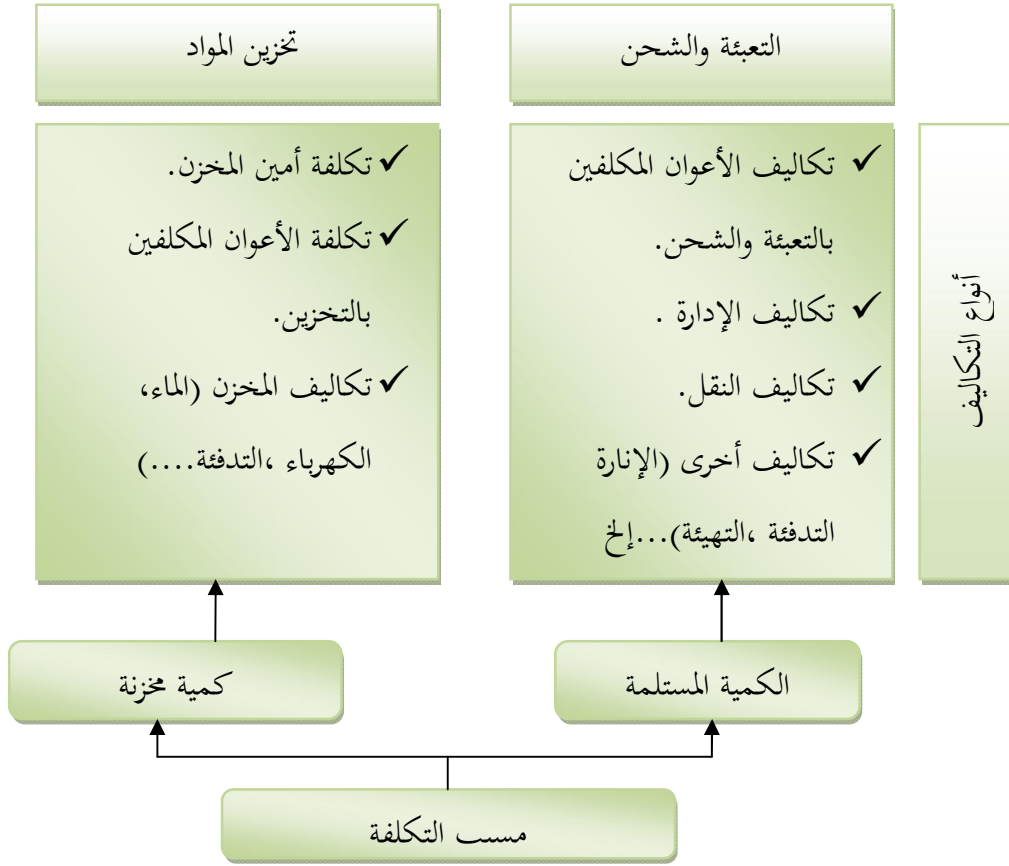 التعبئة والشحن
تخزين المواد
أنواع التكاليف
✓ تكاليف الأعوان المكلفين
بالتعبئة والشحن.
✓ تكاليف الإدارة .
✓ تكاليف النقل.
✓ تكاليف أخرى (الإنارة
التدفئة ،التهيئة)...إلخ
✓ تكلفة أمين المخزن.
✓ تكلفة الأعوان المكلفين
بالتخزين.
✓ تكاليف المخزن (الماء،
الكهرباء ،التدفئة....)
الكمية المستلمة
كمية مخزنة
مسبب التكلفة